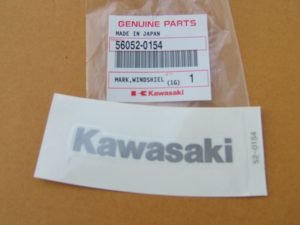 GENUINE PARTS
MADE IN JAPAN
56052-0154
MARK,WINDSHIEL (1G) 1
Kawasaki
Kawasaki
52-0154